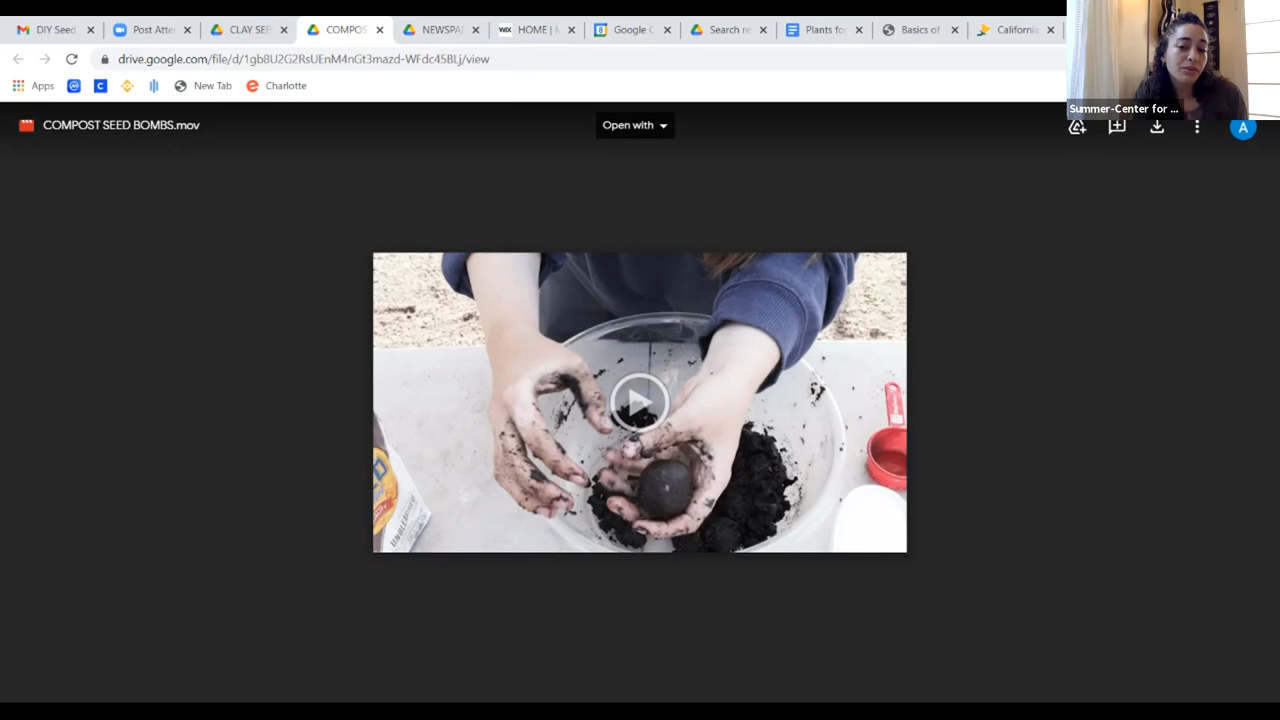 DIY Seed
Post Atte
CLAY SEE
COMPOS
NEWSPAI
HOME |
Google C
Search re
Plants for
Basics of
California
drive.google.com/file/d/1gb8U2G2RsUEnM4nGt3mazd-WFdc45BLj/view
Apps
New Tab
Charlotte
Summer-Center for ...
COMPOST SEED BOMBS.mov
Open with
A